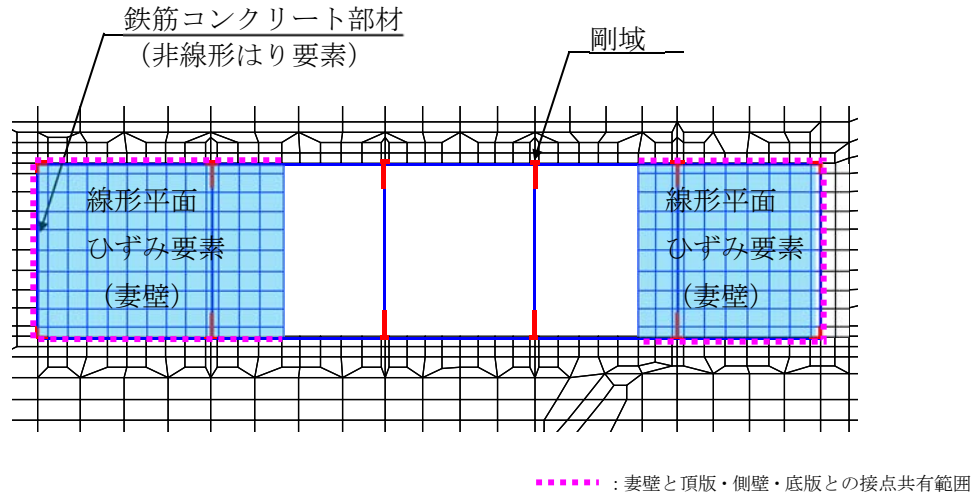 鉄筋コンクリート部材
（非線形はり要素）
剛域
線形平面
ひずみ要素
（妻壁）
線形平面
ひずみ要素
（妻壁）
：妻壁と頂版・側壁・底版との接点共有範囲